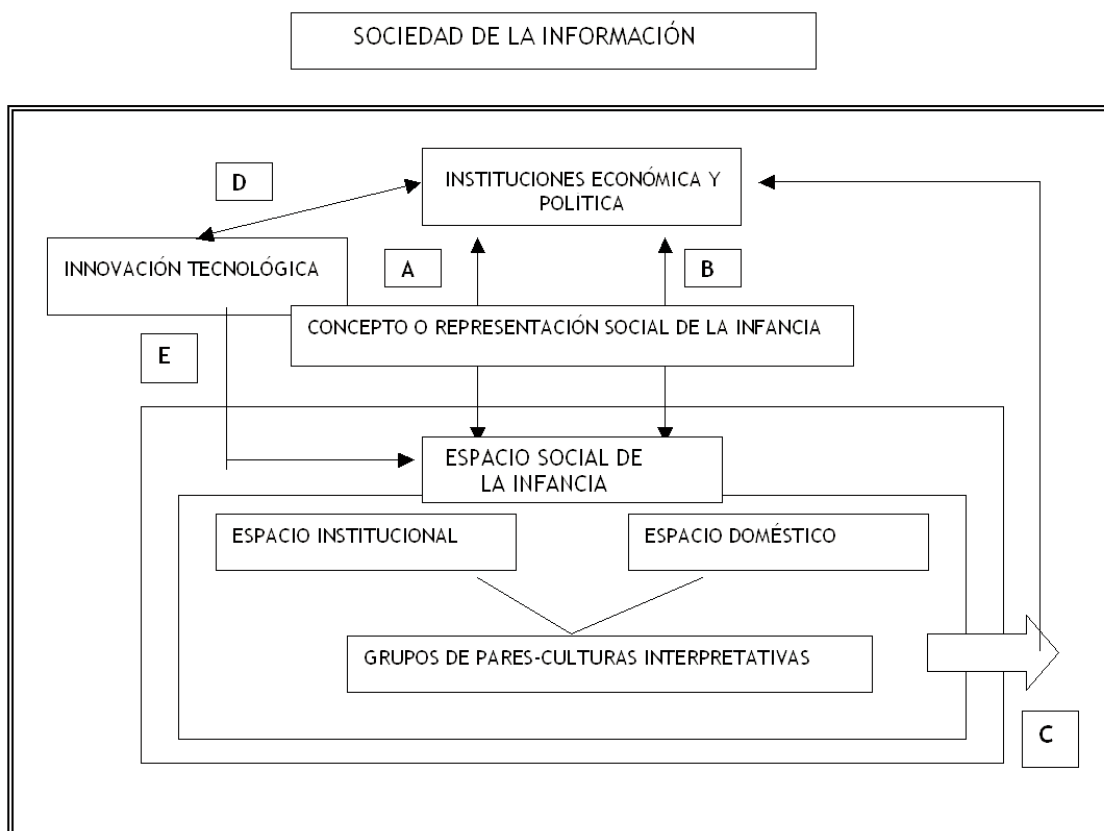 SOCIEDAD DE LA INFORMACIÓN
INSTITUCIONES ECONÓMICA Y
POLITICA
D
INNOVACIÓN TECNOLÓGICA
A
B
CONCEPTO O REPRESENTACIÓN SOCIAL DE LA INFANCIA
E
ESPACIO SOCIAL DE
LA INFANCIA
ESPACIO INSTITUCIONAL
ESPACIO DOMÉSTICO
GRUPOS DE PARES-CULTURAS INTERPRETATIVAS
C